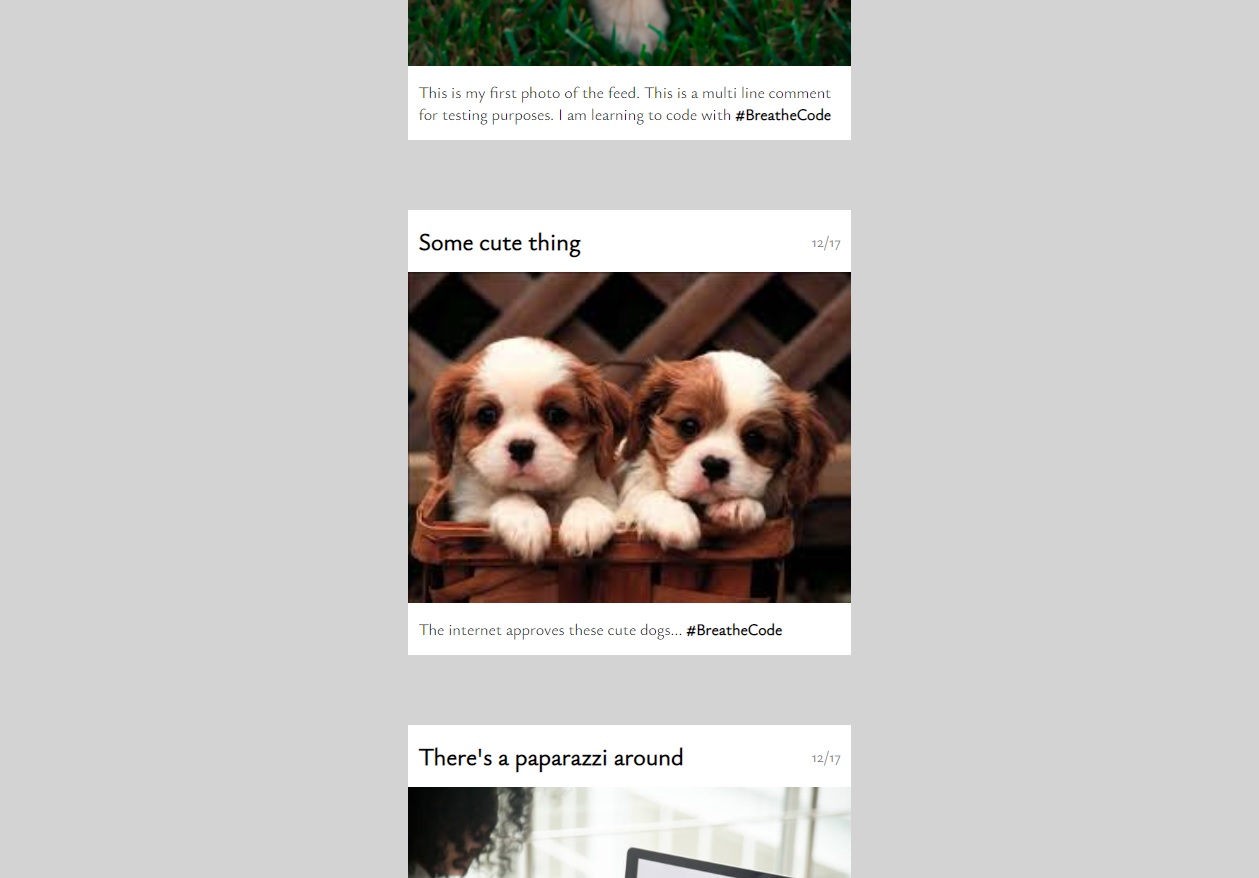 This is my first photo of the feed. This is a multi line comment
for testing purposes. I am learning to code with #BreatheCode
Some cute thing
12/17
The internet approves these cute dogs... #BreatheCode
There's a paparazzi around
12/17